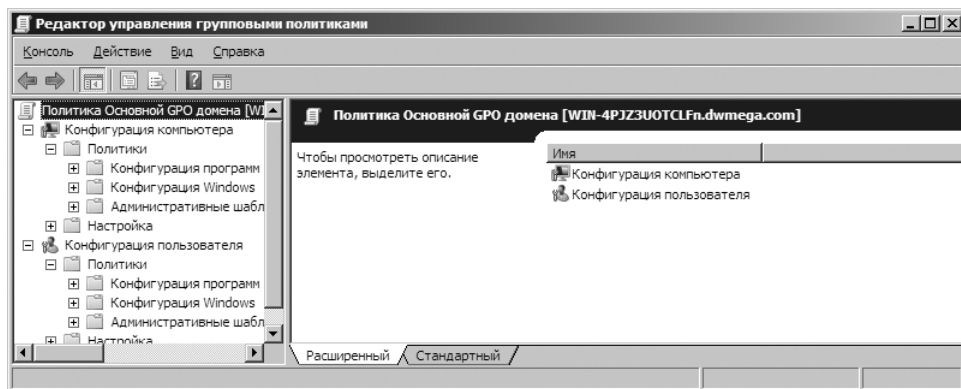 Редактор управления групповыми политиками
Консоль Действие Вид Справка
Политика Основной GPO домена [WI
Конфигурация компьютера
Политики
Конфигурация программ
Конфигурация Windows
Административные шабл
Настройка
Конфигурация пользователя
Политики
Конфигурация программ
Конфигурация Windows
Административные шабл
Настройка
Политика Основной GPO домена [WIN-4PJZ3UOTCLFn.dwmega.com]
Чтобы просмотреть описание
элемента, выделите его.
Имя
Конфигурация компьютера
Конфигурация пользователя
Расширенный Стандартный